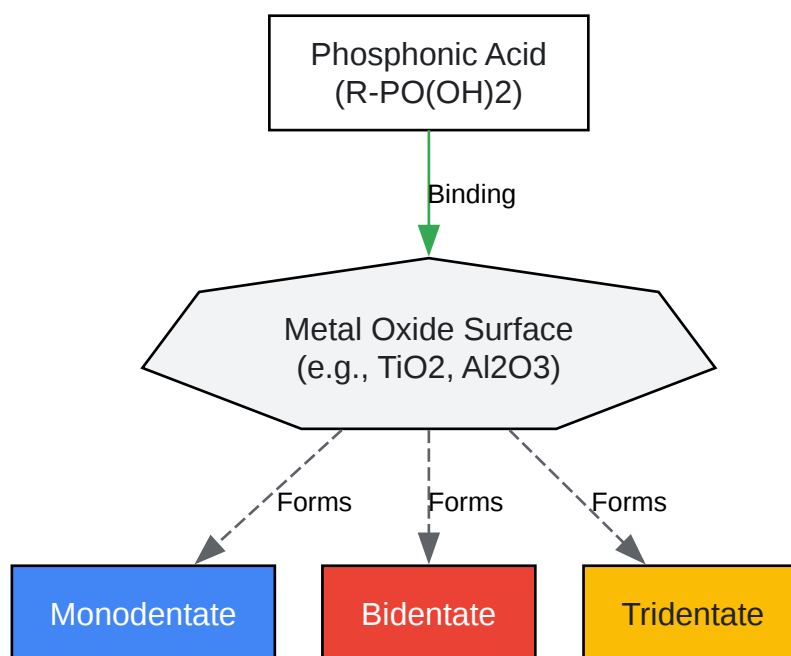 Phosphonic Acid
(R-PO(OH)2)
Binding
Metal Oxide Surface
(e.g., TiO2, Al2O3)
Forms
Forms
Forms
Monodentate
Bidentate
Tridentate